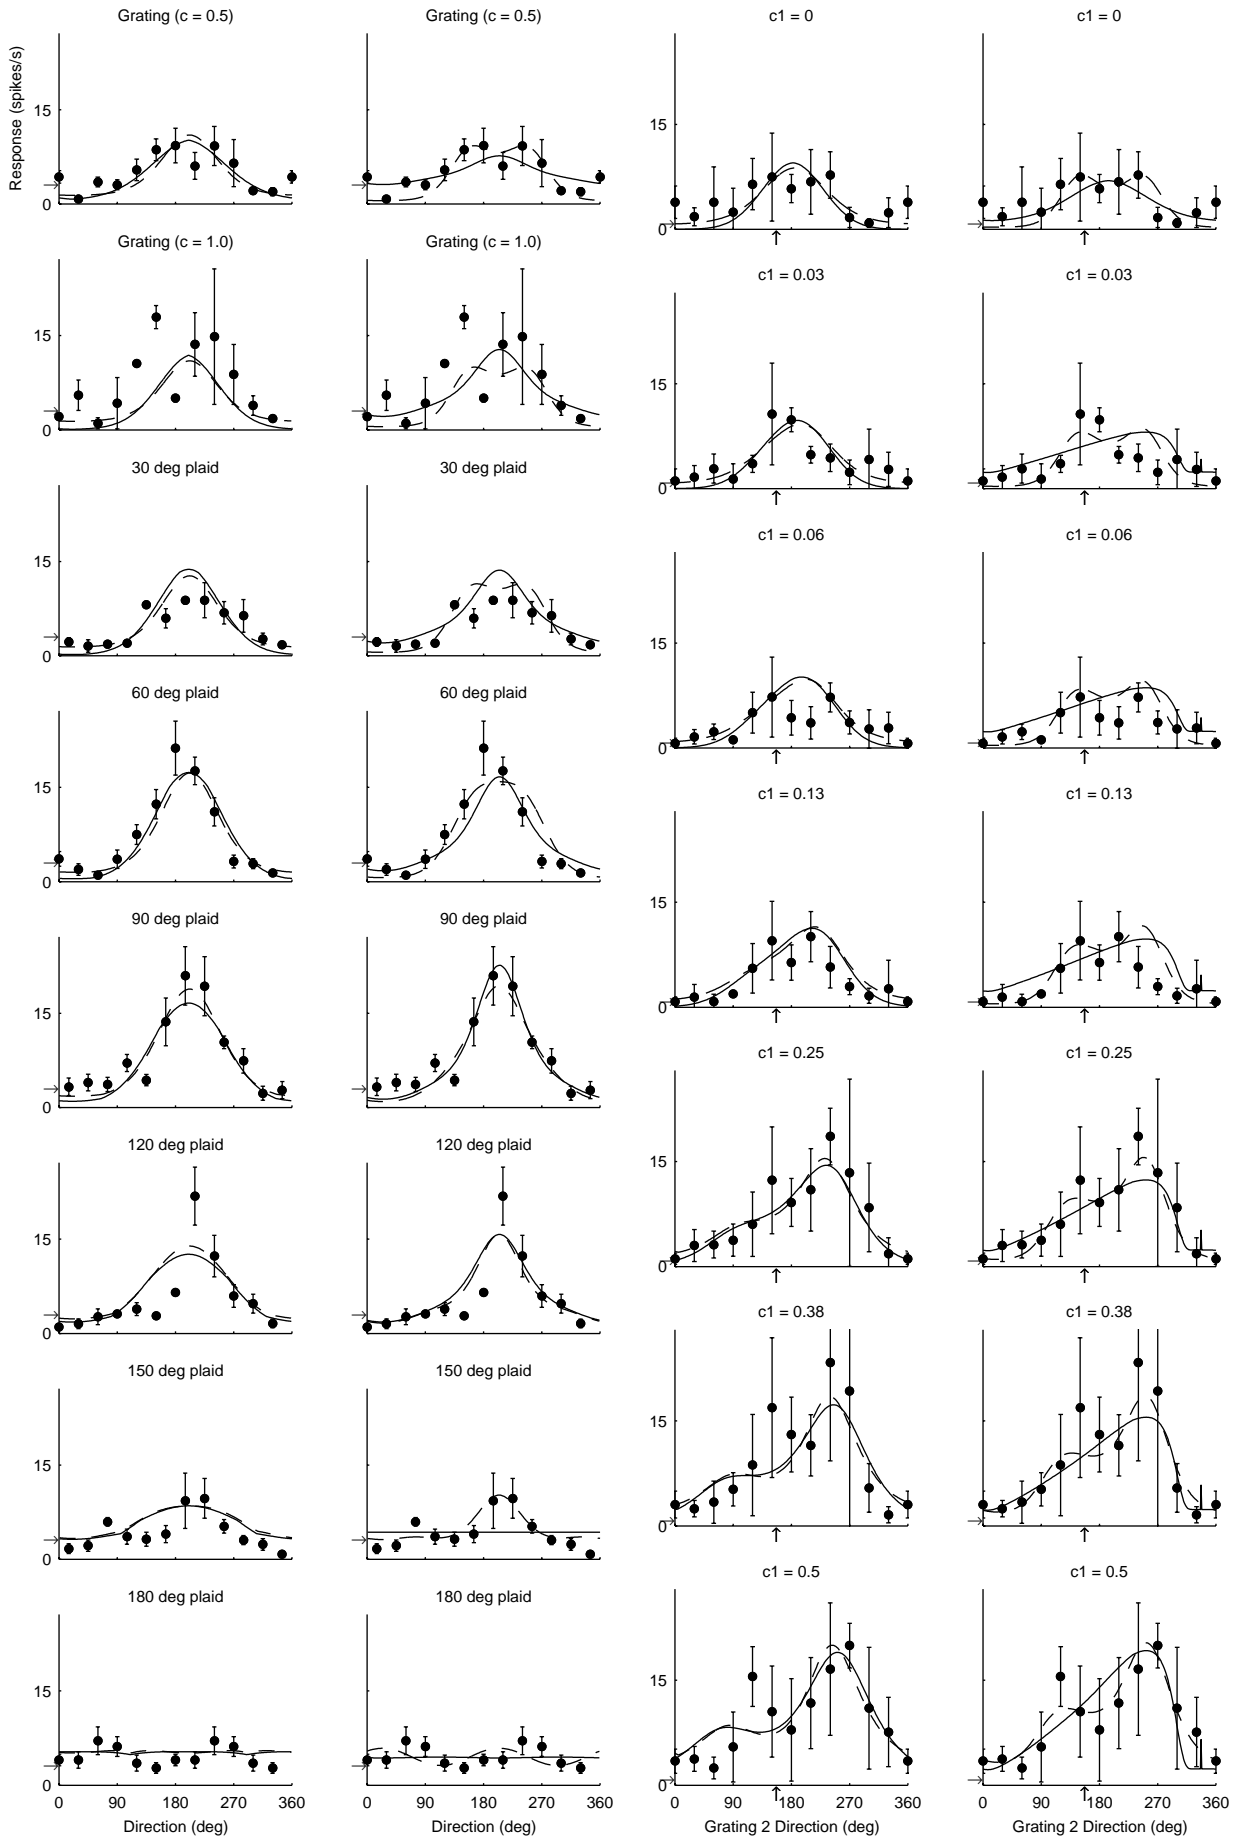 Grating (c = 0.5)
Response (spikes/s)
15
0
Grating (c = 1.0)
15
0
30 deg plaid
15
0
60 deg plaid
15
0
90 deg plaid
15
0
120 deg plaid
15
0
150 deg plaid
15
0
180 deg plaid
15
0
0 90 180 270 360
Direction (deg)
Grating (c = 0.5)
Grating (c = 1.0)
30 deg plaid
60 deg plaid
90 deg plaid
120 deg plaid
150 deg plaid
180 deg plaid
0 90 180 270 360
Direction (deg)
c1 = 0
15
0
c1 = 0.03
15
0
c1 = 0.06
15
0
c1 = 0.13
15
0
c1 = 0.25
15
0
c1 = 0.38
15
0
c1 = 0.5
15
0
0 90 180 270 360
Grating 2 Direction (deg)
c1 = 0
c1 = 0.03
c1 = 0.06
c1 = 0.13
c1 = 0.25
c1 = 0.38
c1 = 0.5
0 90 180 270 360
Grating 2 Direction (deg)